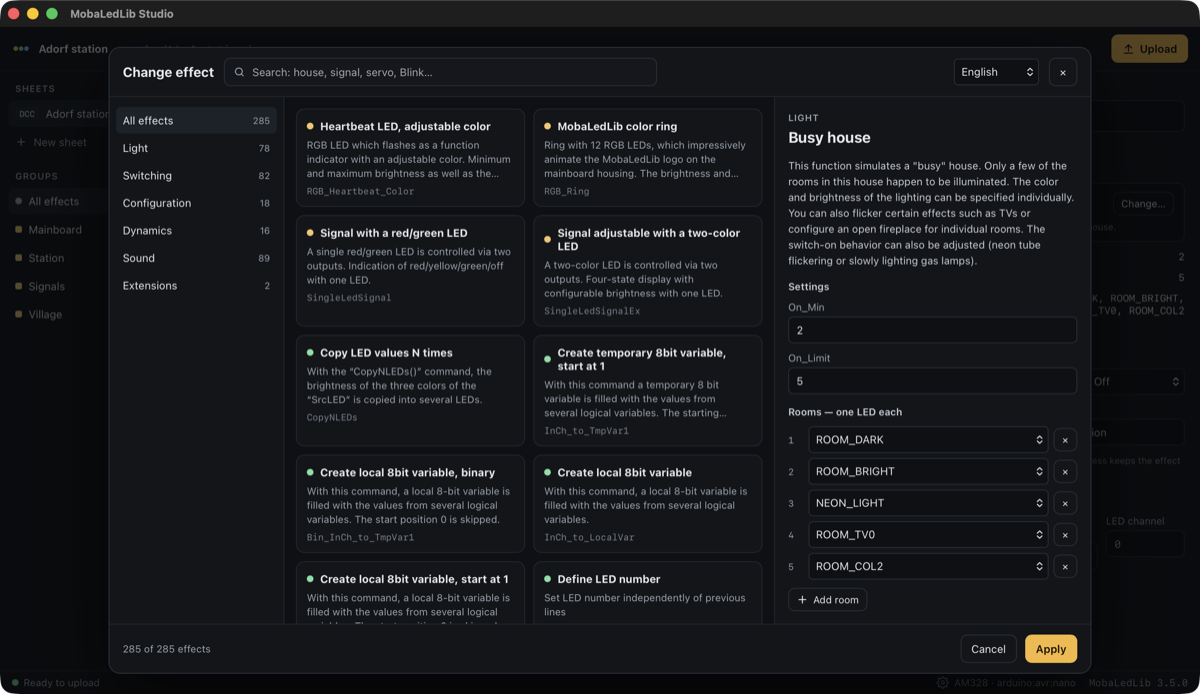 MobaLedLib Studio
Adorf station
Upload
SHEETS
DCC Adorf station
+ New sheet
GROUPS
All effects
Mainboard
Station
Signals
Village
Change effect
Search: house, signal, servo, Blink...
English
×
All effects 285
Light 78
Switching 82
Configuration 18
Dynamics 16
Sound 89
Extensions 2
Heartbeat LED, adjustable color
RGB LED which flashes as a function
indicator with an adjustable color. Minimum
and maximum brightness as well as the...
RGB_Heartbeat_Color
MobaLedLib color ring
Ring with 12 RGB LEDs, which impressively
animate the MobaLedLib logo on the
mainboard housing. The brightness and...
RGB_Ring
Signal with a red/green LED
A single red/green LED is controlled via two
outputs. Indication of red/yellow/green/off
with one LED.
SingleLedSignal
Signal adjustable with a two-color
LED
A two-color LED is controlled via two
outputs. Four-state display with
configurable brightness with one LED.
SingleLedSignalEx
Copy LED values N times
With the “CopyNLEDs()” command, the
brightness of the three colors of the
“SrcLED” is copied into several LEDs.
CopyNLEDs
Create temporary 8bit variable,
start at 1
With this command a temporary 8 bit
variable is filled with the values from
several logical variables. The starting...
InCh_to_TmpVar1
Create local 8bit variable, binary
With this command, a local 8-bit variable is
filled with the values from several logical
variables. The start position 0 is skipped.
Bin_InCh_to_TmpVar1
Create local 8bit variable
With this command, a local 8-bit variable is
filled with the values from several logical
variables.
InCh_to_LocalVar
Create local 8bit variable, start at 1
With this command, a local 8-bit variable is
filled with the values from several logical
Define LED number
Set LED number independently of previous
lines
LIGHT
Busy house
This function simulates a "busy" house. Only a few of the
rooms in this house happen to be illuminated. The color
and brightness of the lighting can be specified individually.
You can also flicker certain effects such as TVs or
configure an open fireplace for individual rooms. The
switch-on behavior can also be adjusted (neon tube
flickering or slowly lighting gas lamps).
Settings
On_Min
2
On_Limit
5
Rooms — one LED each
1 ROOM_DARK ×
2 ROOM_BRIGHT ×
3 NEON_LIGHT ×
4 ROOM_TV0 ×
5 ROOM_COL2 ×
+ Add room
285 of 285 effects
Cancel
Apply
Change...
ouse.
2
5
K, ROOM_BRIGHT,
_TV0, ROOM_COL2
Off
ion
ess keeps the effect
LED channel
0
Ready to upload
AM328 · arduino:avr:nano
MobaLedLib 3.5.0